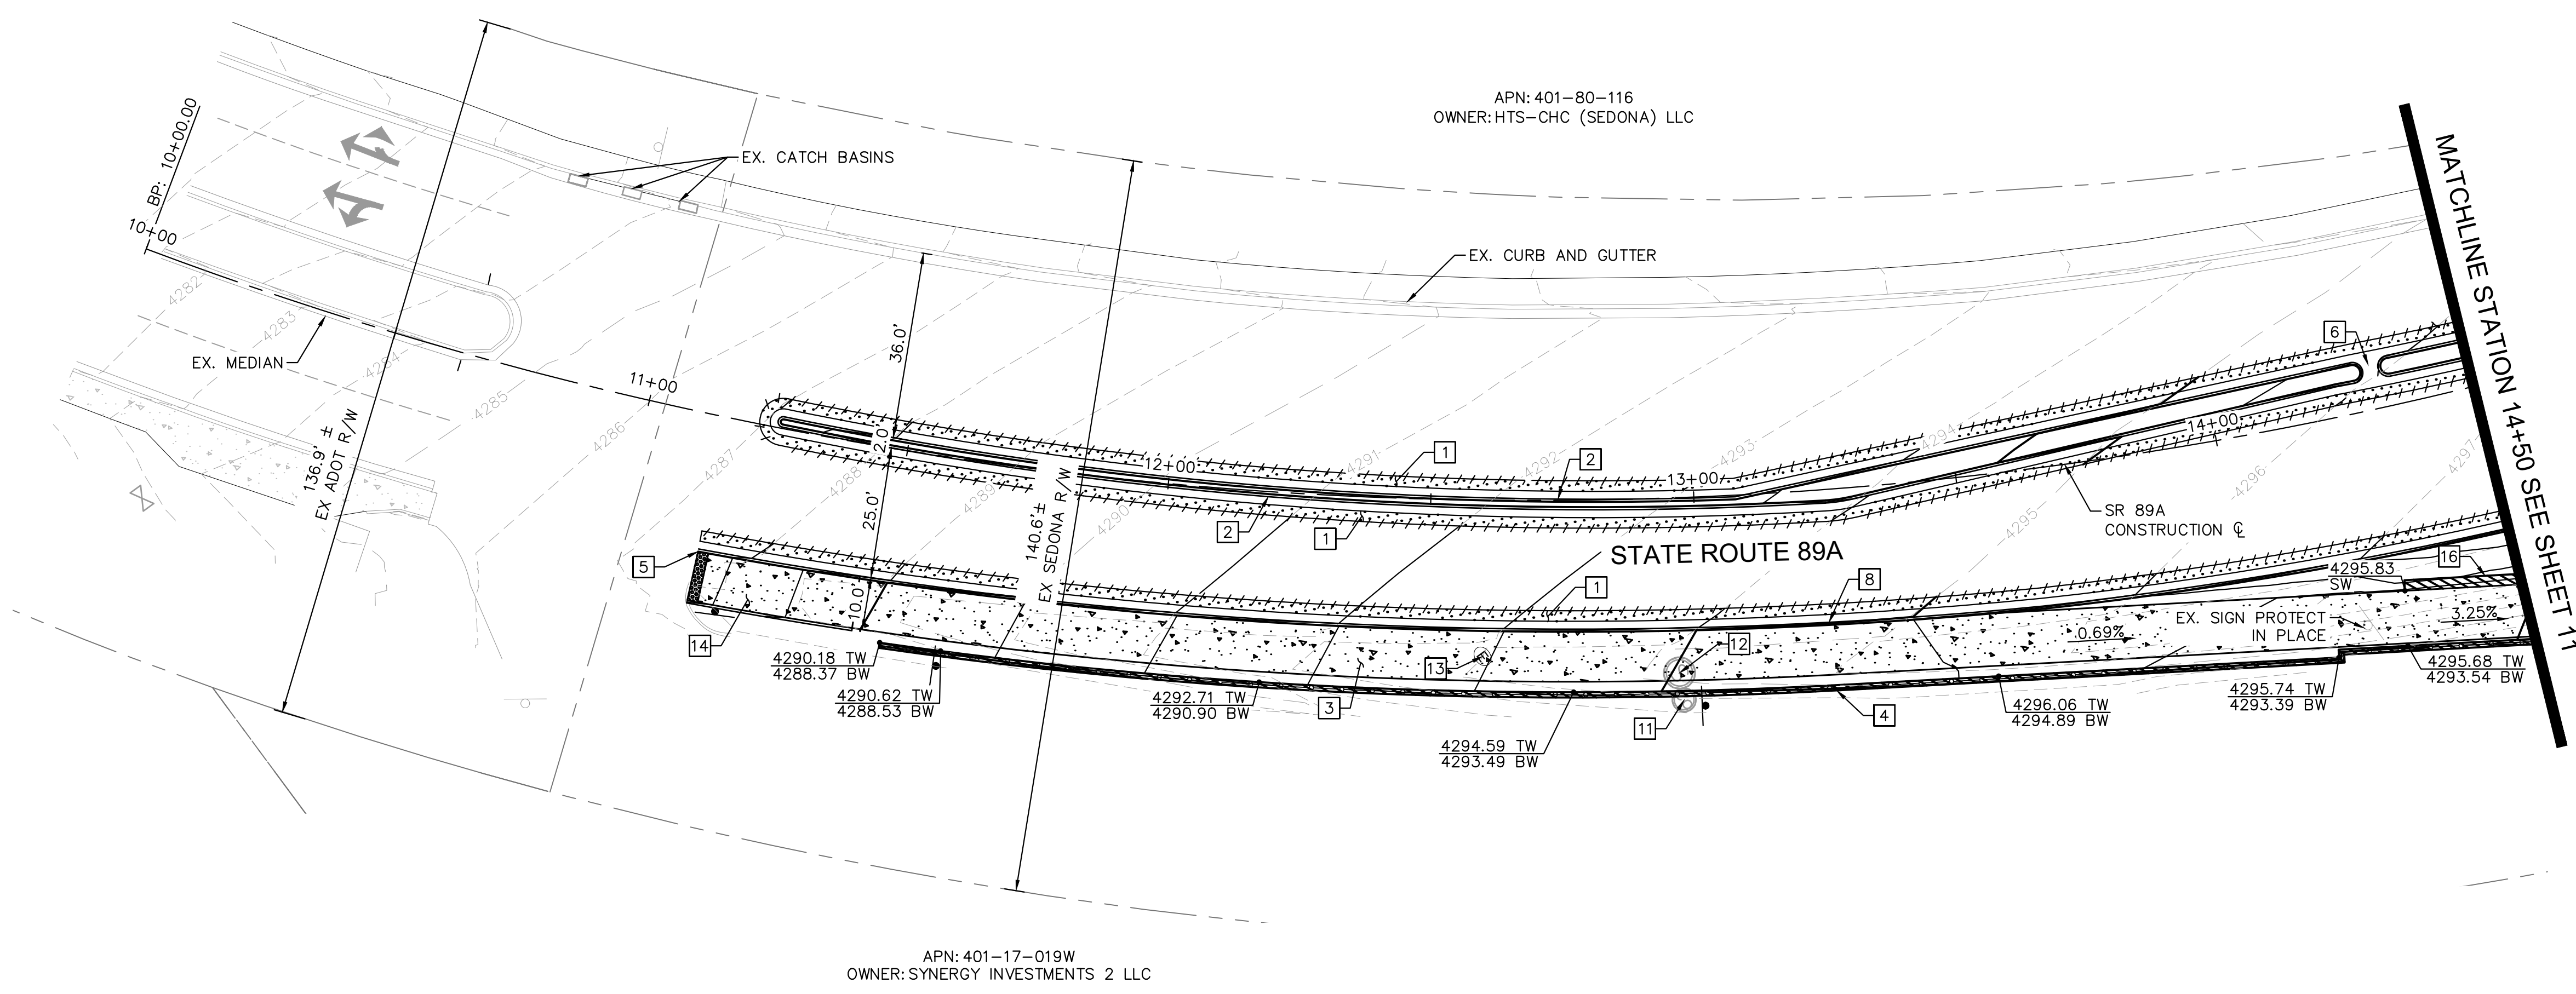 APN: 401-80-116
OWNER: HTS-CHC (SEDONA) LLC
BP: 10+00.00
10+00
EX. CATCH BASINS
EX. CURB AND GUTTER
EX. MEDIAN
136.9' ±
EX ADOT R/W
4282
4283
4284
4285
4286
4287
4288
4289
4290
4291
4292
4293
4294
4295
4296
4297
11+00
12+00
13+00
14+00
36.0'
2.0'
25.0'
10.0'
140.6'±
EX SEDONA R/W
1
2
2
1
6
SR 89A
CONSTRUCTION ℄
STATE ROUTE 89A
MATCHLINE STATION 14+50 SEE SHEET 11
5
14
1
8
16
4295.83
SW
EX. SIGN PROTECT
IN PLACE
0.69%
3.25%
13
12
3
11
4
4290.18 TW
4288.37 BW
4290.62 TW
4288.53 BW
4292.71 TW
4290.90 BW
4294.59 TW
4293.49 BW
4296.06 TW
4294.89 BW
4295.74 TW
4293.39 BW
4295.68 TW
4293.54 BW
APN: 401-17-019W
OWNER: SYNERGY INVESTMENTS 2 LLC